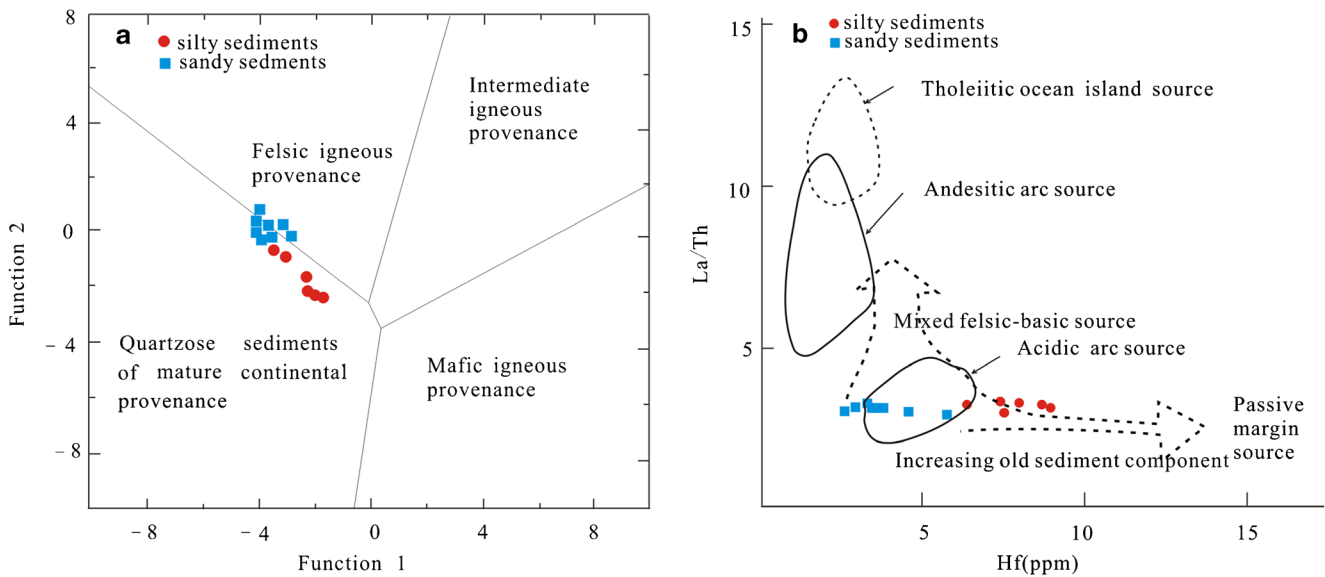 a
silty sediments
sandy sedments
8
4
0
– 4
– 8
Function 2
Felsic igneous
provenance
Intermediate
igneous
provenance
Quartzose sediments
of mature continental
provenance
Mafic igneous
provenance
– 8
– 4
0
4
8
Function 1
b
silty sediments
sandy sediments
15
10
5
La/Th
Tholeiitic ocean island source
Andesitic arc source
Mixed felsic-basic source
Acidic arc source
Passive
margin
source
Increasing old sediment component
5
10
15
Hf(ppm)